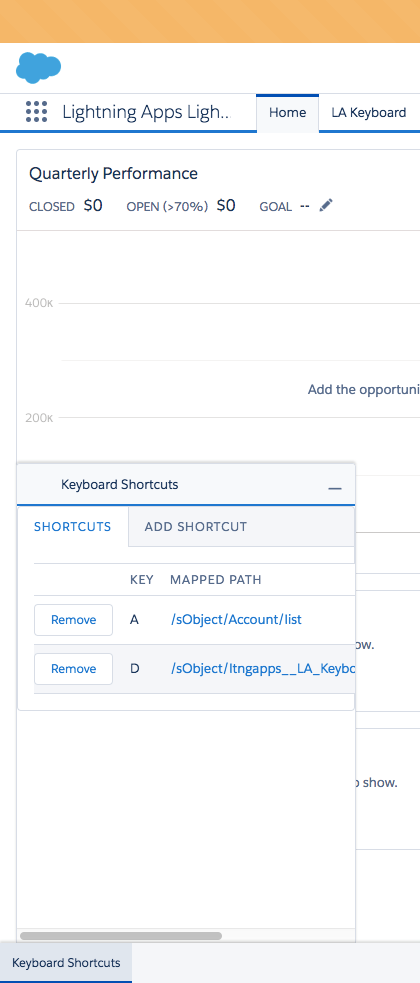 Lightning Apps Ligh.. Home LA Keyboard
Quarterly Performance
CLOSED $0 OPEN (>70%) $0 GOAL --
400K
Add the opportuni
200K
Keyboard Shortcuts
SHORTCUTS ADD SHORTCUT
KEY MAPPED PATH
Remove A /sObject/Account/list
ow.
Remove D /sObject/ltngapps__LA_Keybo
o show.
Keyboard Shortcuts